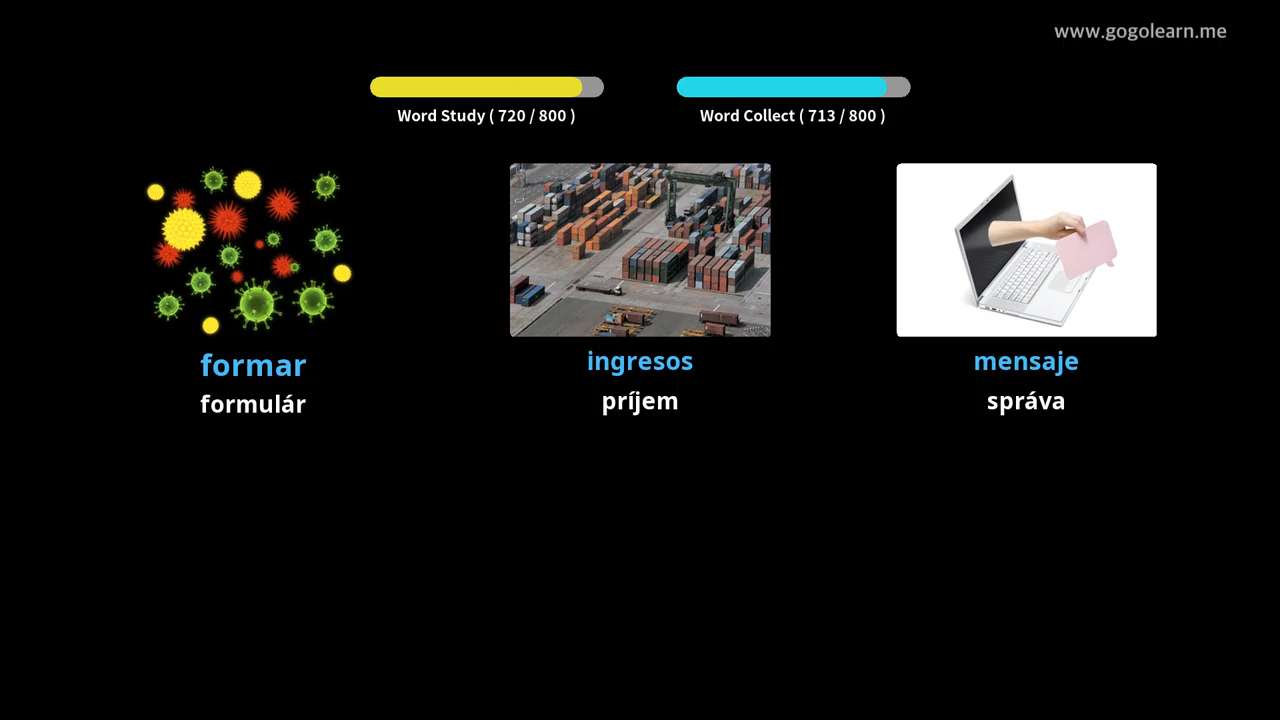 www.gogolearn.me
Word Study ( 720 / 800 )
Word Collect ( 713 / 800 )
formar
formulár
ingresos
príjem
mensaje
správa